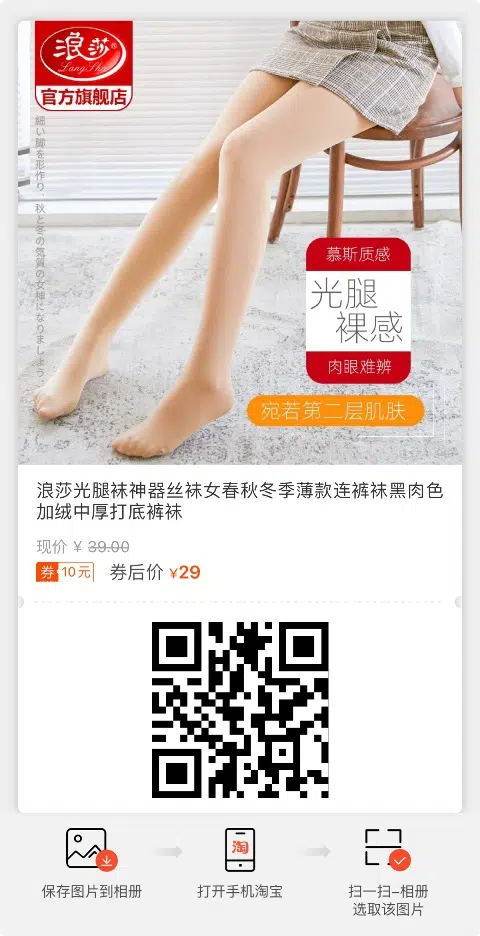 浪莎®
LangSha
官方旗舰店
細い脚を形作り、秋と冬の気質の女神になりましょう
慕斯质感
光腿
裸感
肉眼难辨
宛若第二层肌肤
浪莎光腿袜神器丝袜女春秋冬季薄款连裤袜黑肉色
加绒中厚打底裤袜
现价 ¥ 39.00
券 10元 券后价 ¥29
淘
保存图片到相册
打开手机淘宝
扫一扫-相册
选取该图片